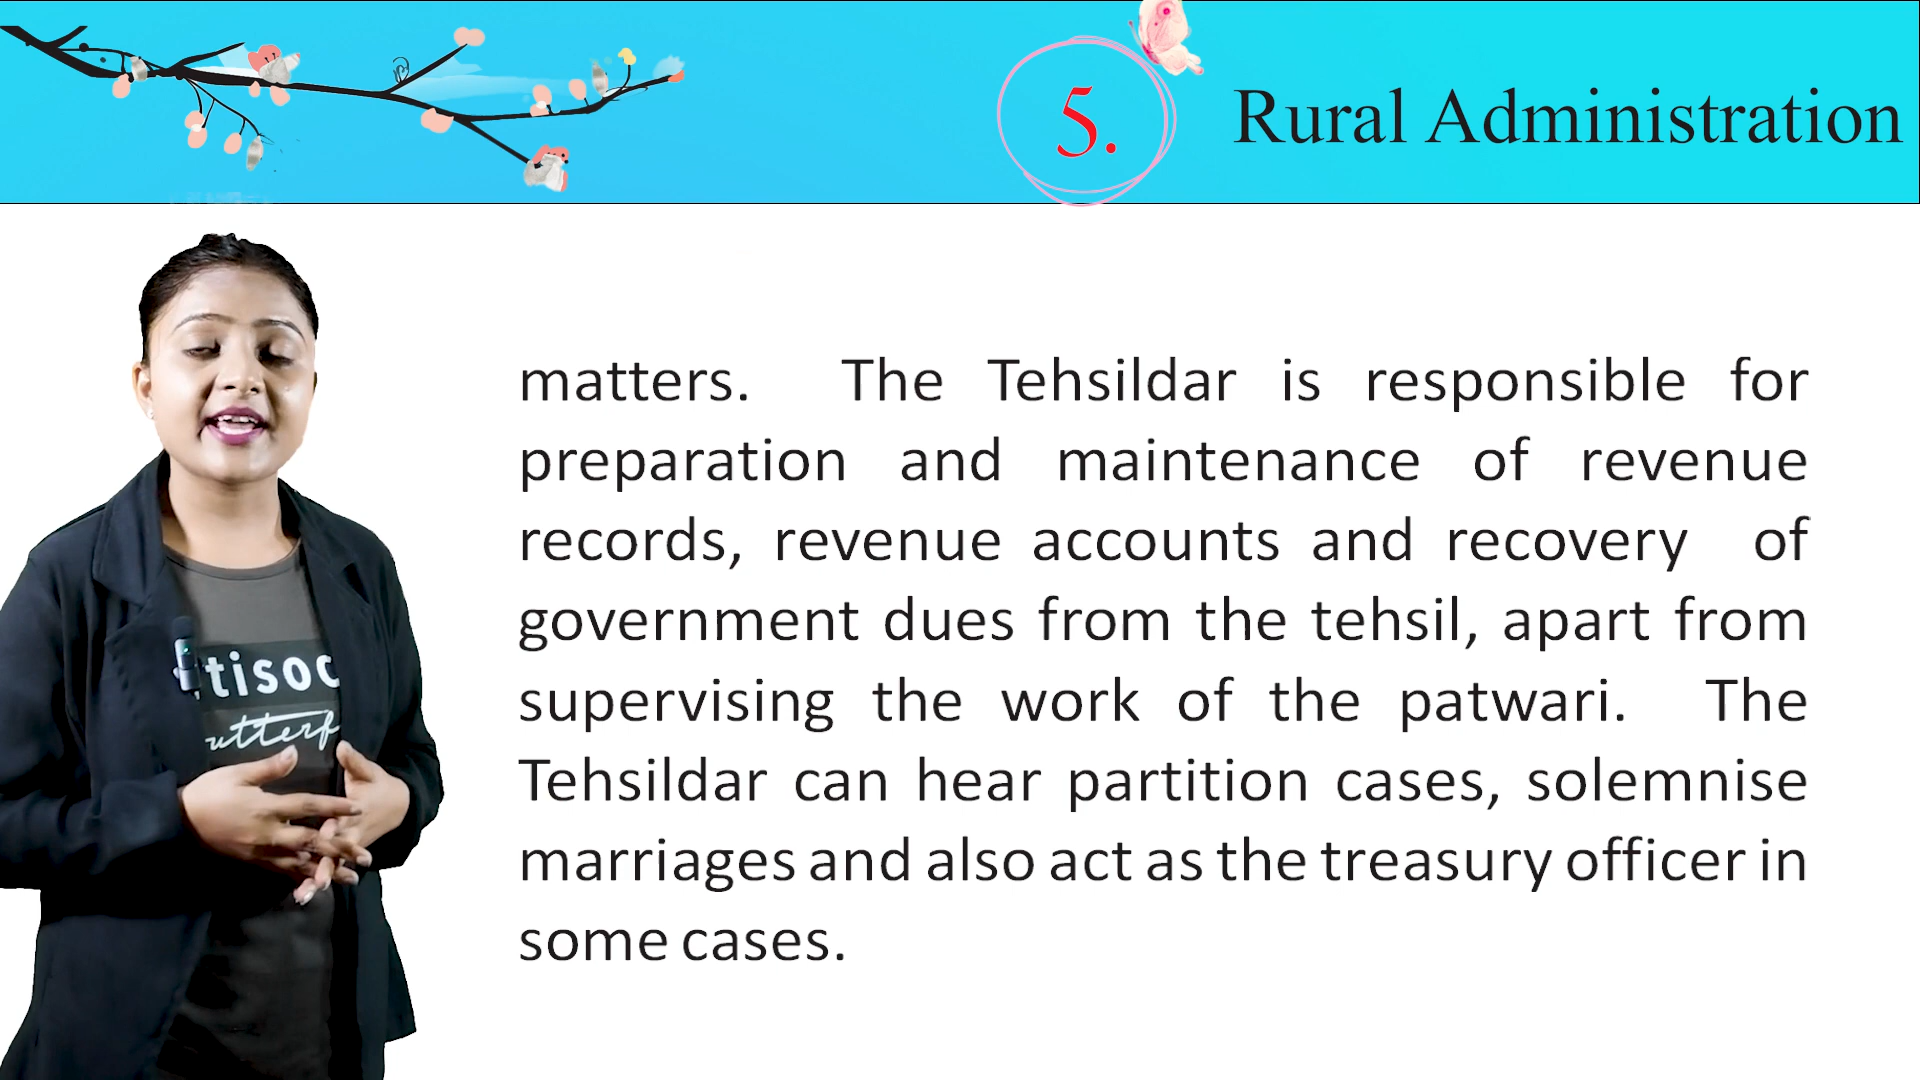 5.
Rural Administration
matters. The Tehsildar is responsible for
preparation and maintenance of revenue
records, revenue accounts and recovery of
government dues from the tehsil, apart from
supervising the work of the patwari. The
Tehsildar can hear partition cases, solemnise
marriages and also act as the treasury officer in
some cases.
tisoc
utterf